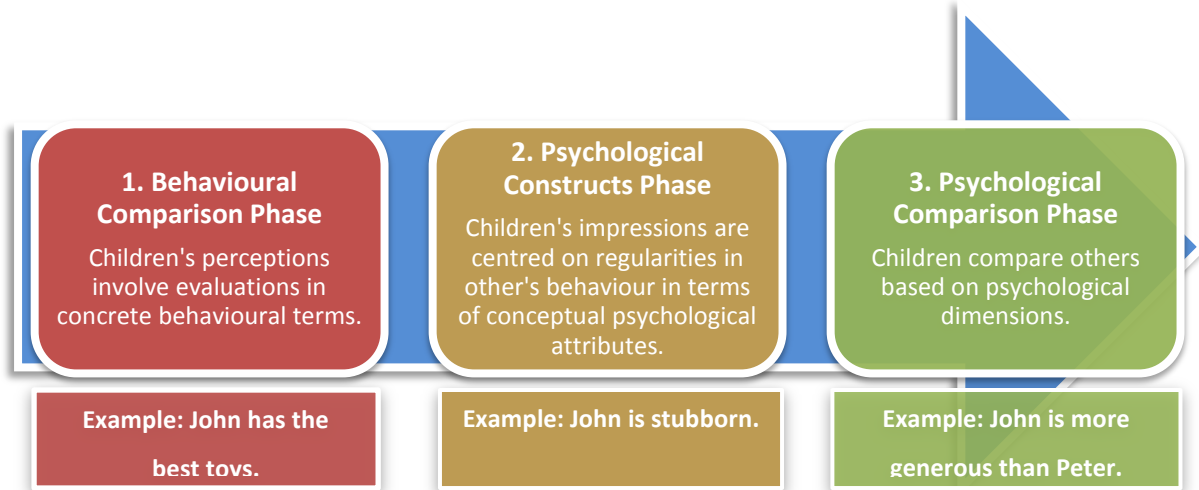 1. Behavioural
Comparison Phase
Children's perceptions
involve evaluations in
concrete behavioural terms.
2. Psychological
Constructs Phase
Children's impressions are
centred on regularities in
other's behaviour in terms
of conceptual psychological
attributes.
3. Psychological
Comparison Phase
Children compare others
based on psychological
dimensions.
Example: John has the
best toys.
Example: John is stubborn.
Example: John is more
generous than Peter.